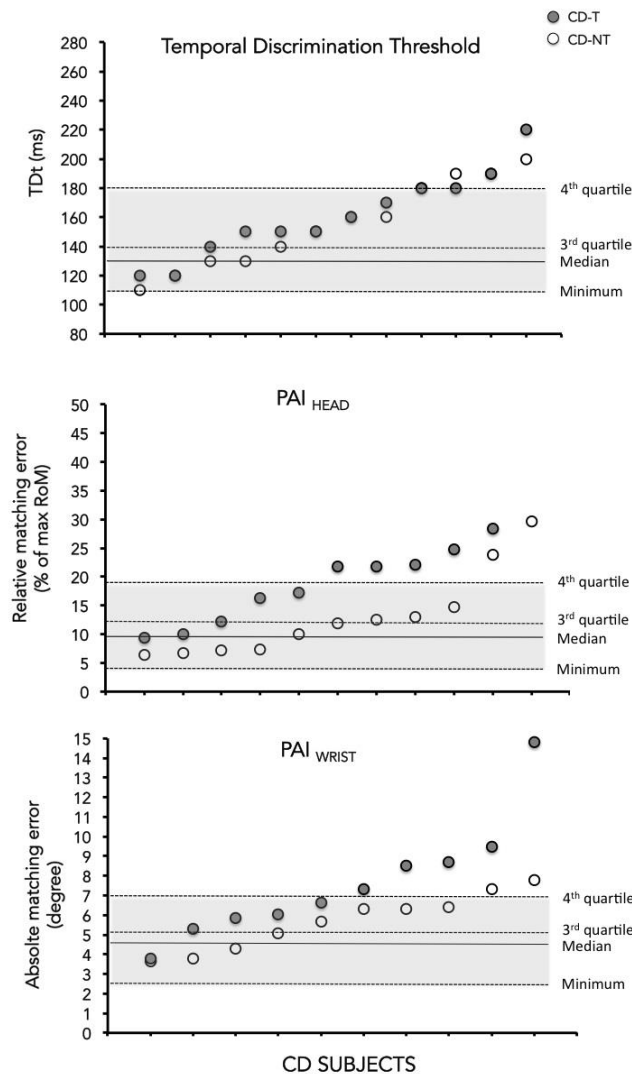 CD-T
CD-NT
Temporal Discrimination Threshold
TDt (ms)
280
260
240
220
200
180
160
140
120
100
80
4th quartile
3rd quartile
Median
Minimum
PAI HEAD
Relative matching error
(% of max RoM)
50
45
40
35
30
25
20
15
10
5
0
4th quartile
3rd quartile
Median
Minimum
PAI WRIST
Absolte matching error
(degree)
15
14
13
12
11
10
9
8
7
6
5
4
3
2
1
0
4th quartile
3rd quartile
Median
Minimum
CD SUBJECTS